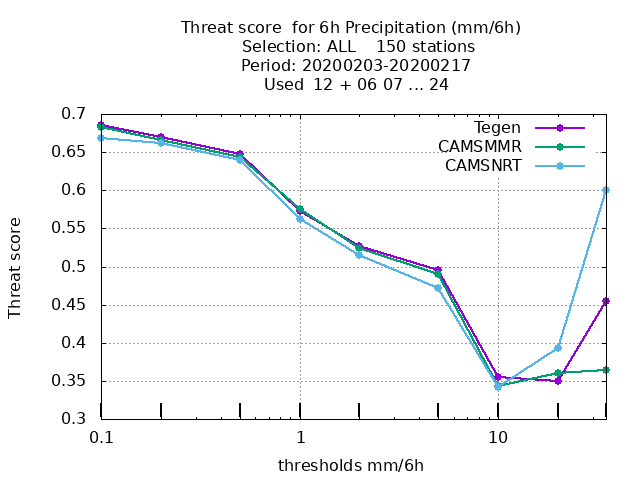 Threat score  for 6h Precipitation (mm/6h)
Selection: ALL    150 stations
Period: 20200203-20200217
Used  12 + 06 07 ... 24
Tegen
CAMSMMR
CAMSNRT
Threat score
0.7
0.65
0.6
0.55
0.5
0.45
0.4
0.35
0.3
0.1
1
10
thresholds mm/6h